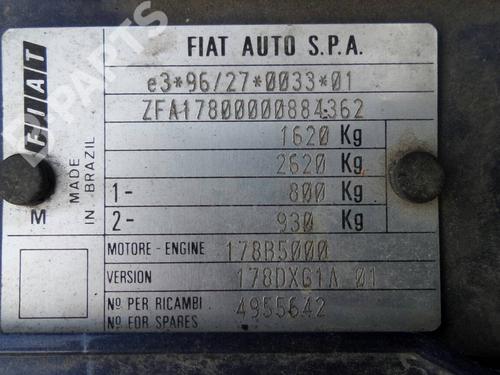 FIAT AUTO S.P.A.
e3*96/27*0033*01
ZFA17800000884362
1620 Kg
2620 Kg
1- 800 Kg
2- 930 Kg
MOTORE - ENGINE 178B5000
VERSION 178DXG1A 01
Nº PER RICAMBI
Nº FOR SPARES 4955642
FIAT
MADE
IN BRAZIL
M
B-PARTS